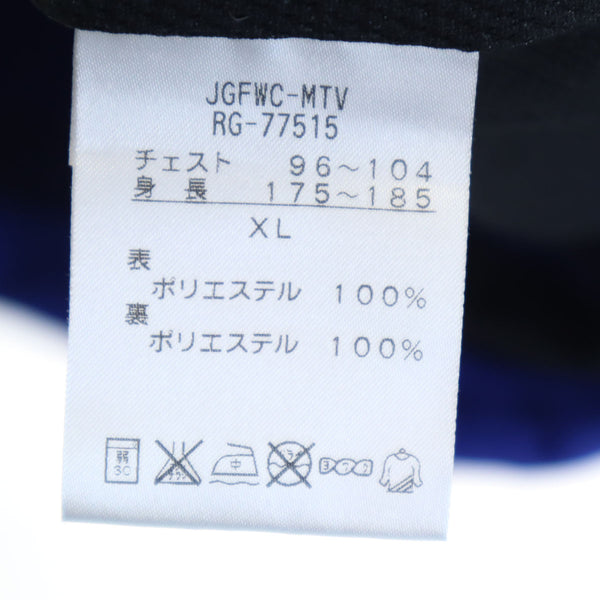 JGFWC-MTV
RG-77515
チェスト 96～104
身長 175～185
XL
表
ポリエステル 100%
裏
ポリエステル 100%
弱 中
30